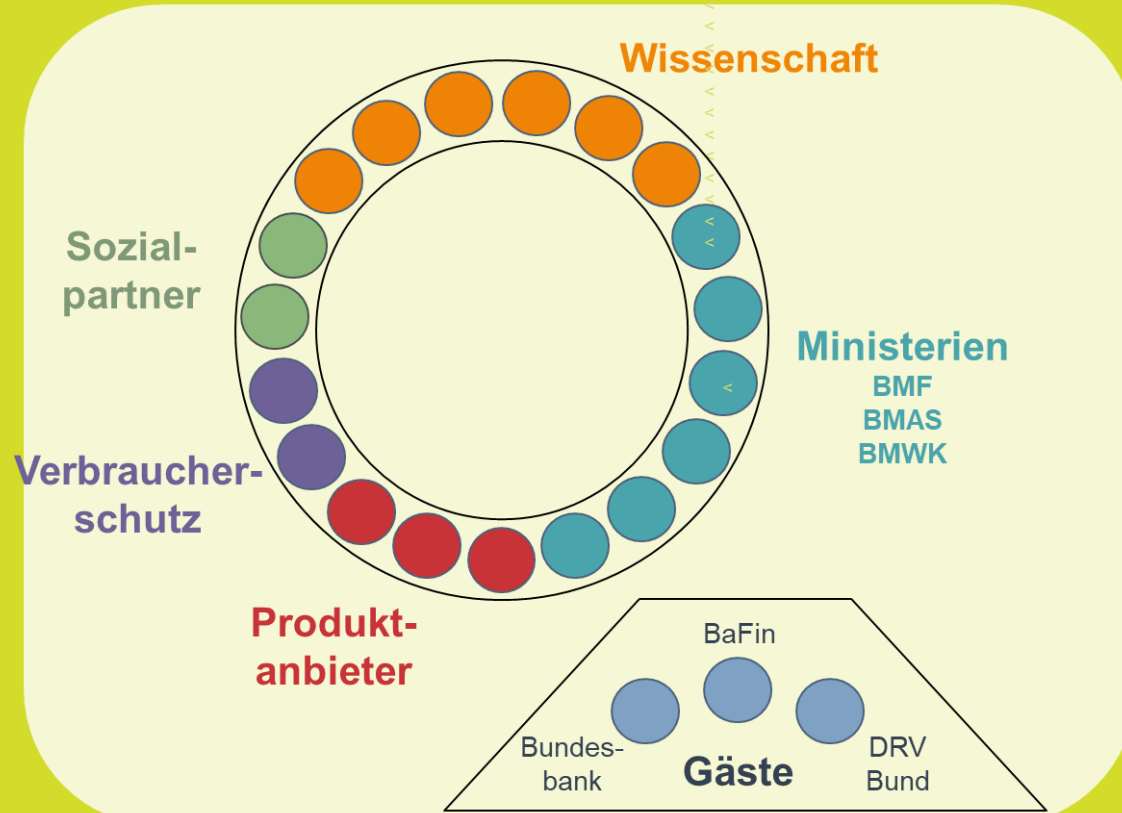 Wissenschaft
Sozial-
partner
Ministerien
BMF
BMAS
BMWK
Verbraucher-
schutz
Produkt-
anbieter
BaFin
Bundes-
bank
Gäste
DRV
Bund
<
<
<
<
<
<
<
<
<
<
<
<
<